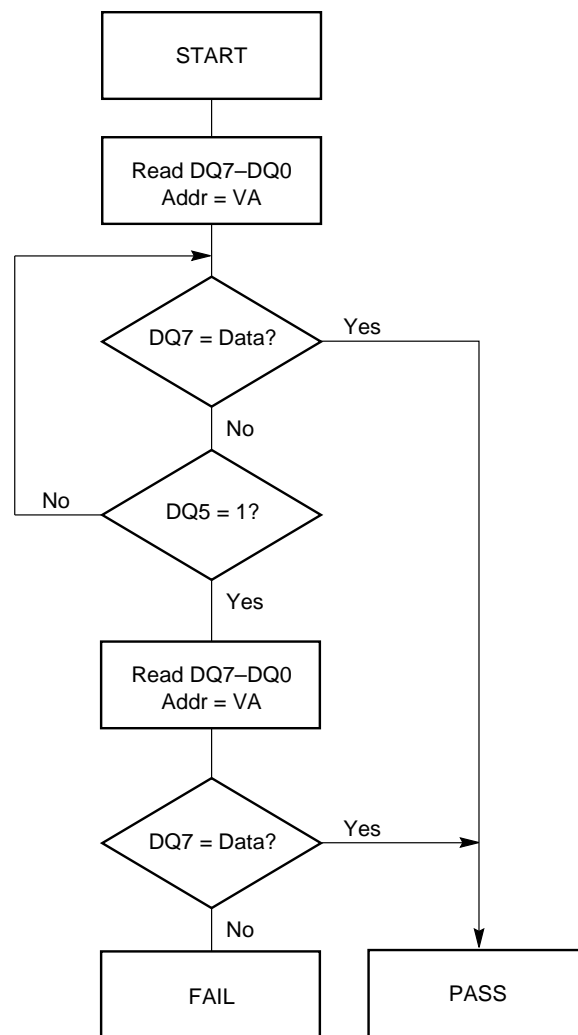 START
Read DQ7–DQ0
Addr = VA
DQ7 = Data?
Yes
No
No
DQ5 = 1?
Yes
Read DQ7–DQ0
Addr = VA
DQ7 = Data?
Yes
No
FAIL
PASS